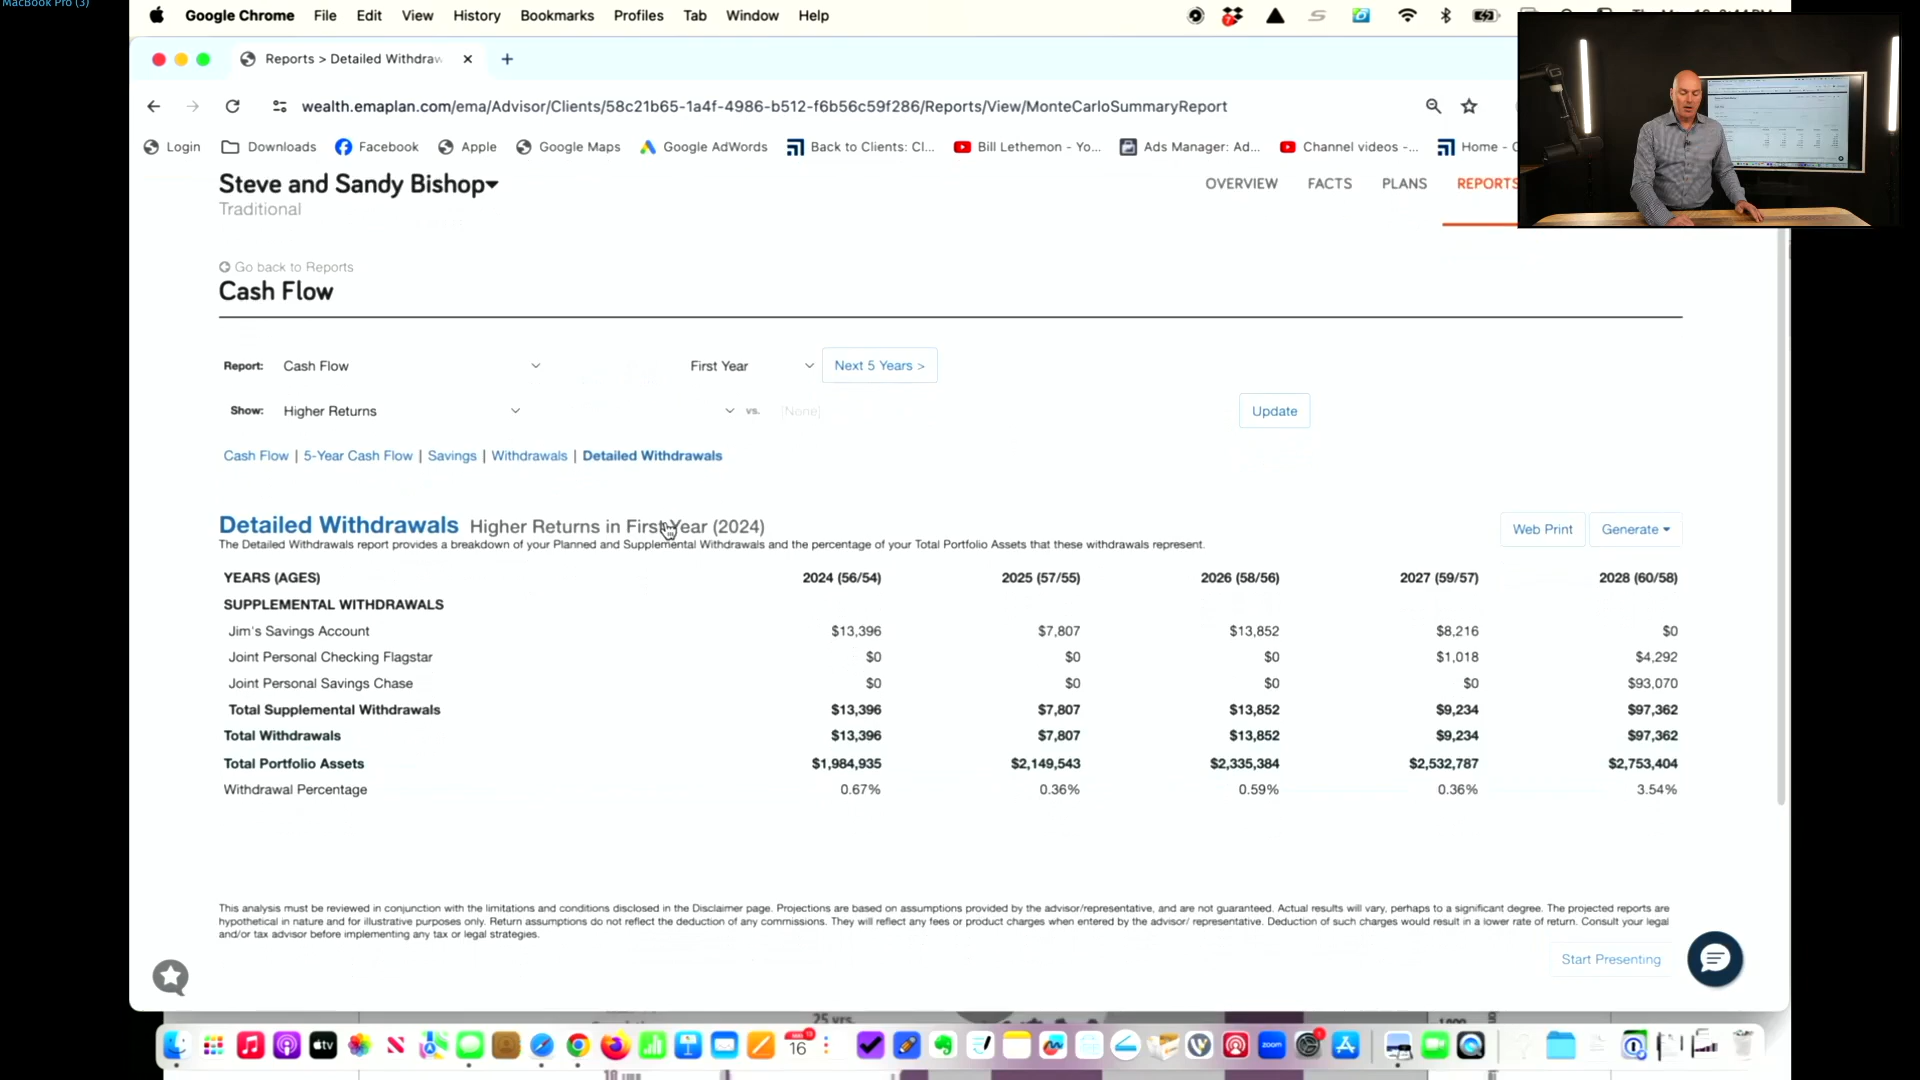 MacBook Pro (3)
Google Chrome File Edit View History Bookmarks Profiles Tab Window Help
Reports > Detailed Withdraw
wealth.emaplan.com/ema/Advisor/Clients/58c21b65-1a4f-4986-b512-f6b56c59f286/Reports/View/MonteCarloSummaryReport
Login Downloads Facebook Apple Google Maps Google AdWords Back to Clients: Cl... Bill Lethemon - Yo... Ads Manager: Ad... Channel videos -... Home -
Steve and Sandy Bishop
OVERVIEW FACTS PLANS REPORTS
Traditional
Go back to Reports
Cash Flow
Report: Cash Flow First Year Next 5 Years >
Show: Higher Returns vs. [None] Update
Cash Flow | 5-Year Cash Flow | Savings | Withdrawals | Detailed Withdrawals
Detailed Withdrawals Higher Returns in First Year (2024) Web Print Generate
The Detailed Withdrawals report provides a breakdown of your Planned and Supplemental Withdrawals and the percentage of your Total Portfolio Assets that these withdrawals represent.
YEARS (AGES) 2024 (56/54) 2025 (57/55) 2026 (58/56) 2027 (59/57) 2028 (60/58)
SUPPLEMENTAL WITHDRAWALS
Jim's Savings Account $13,396 $7,807 $13,852 $8,216 $0
Joint Personal Checking Flagstar $0 $0 $0 $1,018 $4,292
Joint Personal Savings Chase $0 $0 $0 $0 $93,070
Total Supplemental Withdrawals $13,396 $7,807 $13,852 $9,234 $97,362
Total Withdrawals $13,396 $7,807 $13,852 $9,234 $97,362
Total Portfolio Assets $1,984,935 $2,149,543 $2,335,384 $2,532,787 $2,753,404
Withdrawal Percentage 0.67% 0.36% 0.59% 0.36% 3.54%
This analysis must be reviewed in conjunction with the limitations and conditions disclosed in the Disclaimer page. Projections are based on assumptions provided by the advisor/representative, and are not guaranteed. Actual results will vary, perhaps to a significant degree. The projected reports are
hypothetical in nature and for illustrative purposes only. Return assumptions do not reflect the deduction of any commissions. They will reflect any fees or product charges when entered by the advisor/ representative. Deduction of such charges would result in a lower rate of return. Consult your legal
and/or tax advisor before implementing any tax or legal strategies.
Start Presenting
25 yrs.
tv
16
zoom